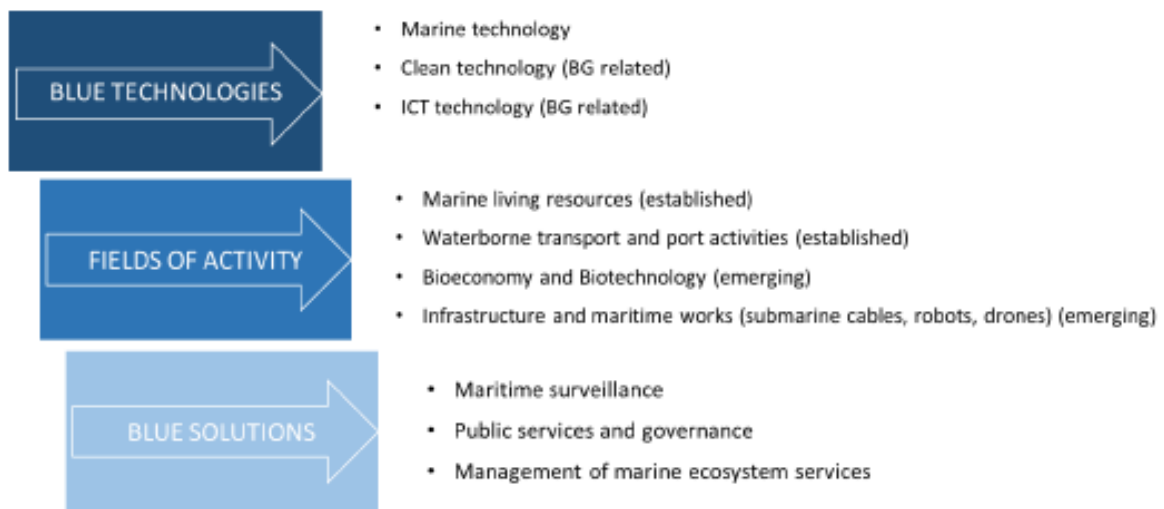 BLUE TECHNOLOGIES
• Marine technology
• Clean technology (BG related)
• ICT technology (BG related)
FIELDS OF ACTIVITY
• Marine living resources (established)
• Waterborne transport and port activities (established)
• Bioeconomy and Biotechnology (emerging)
• Infrastructure and maritime works (submarine cables, robots, drones) (emerging)
BLUE SOLUTIONS
• Maritime surveillance
• Public services and governance
• Management of marine ecosystem services